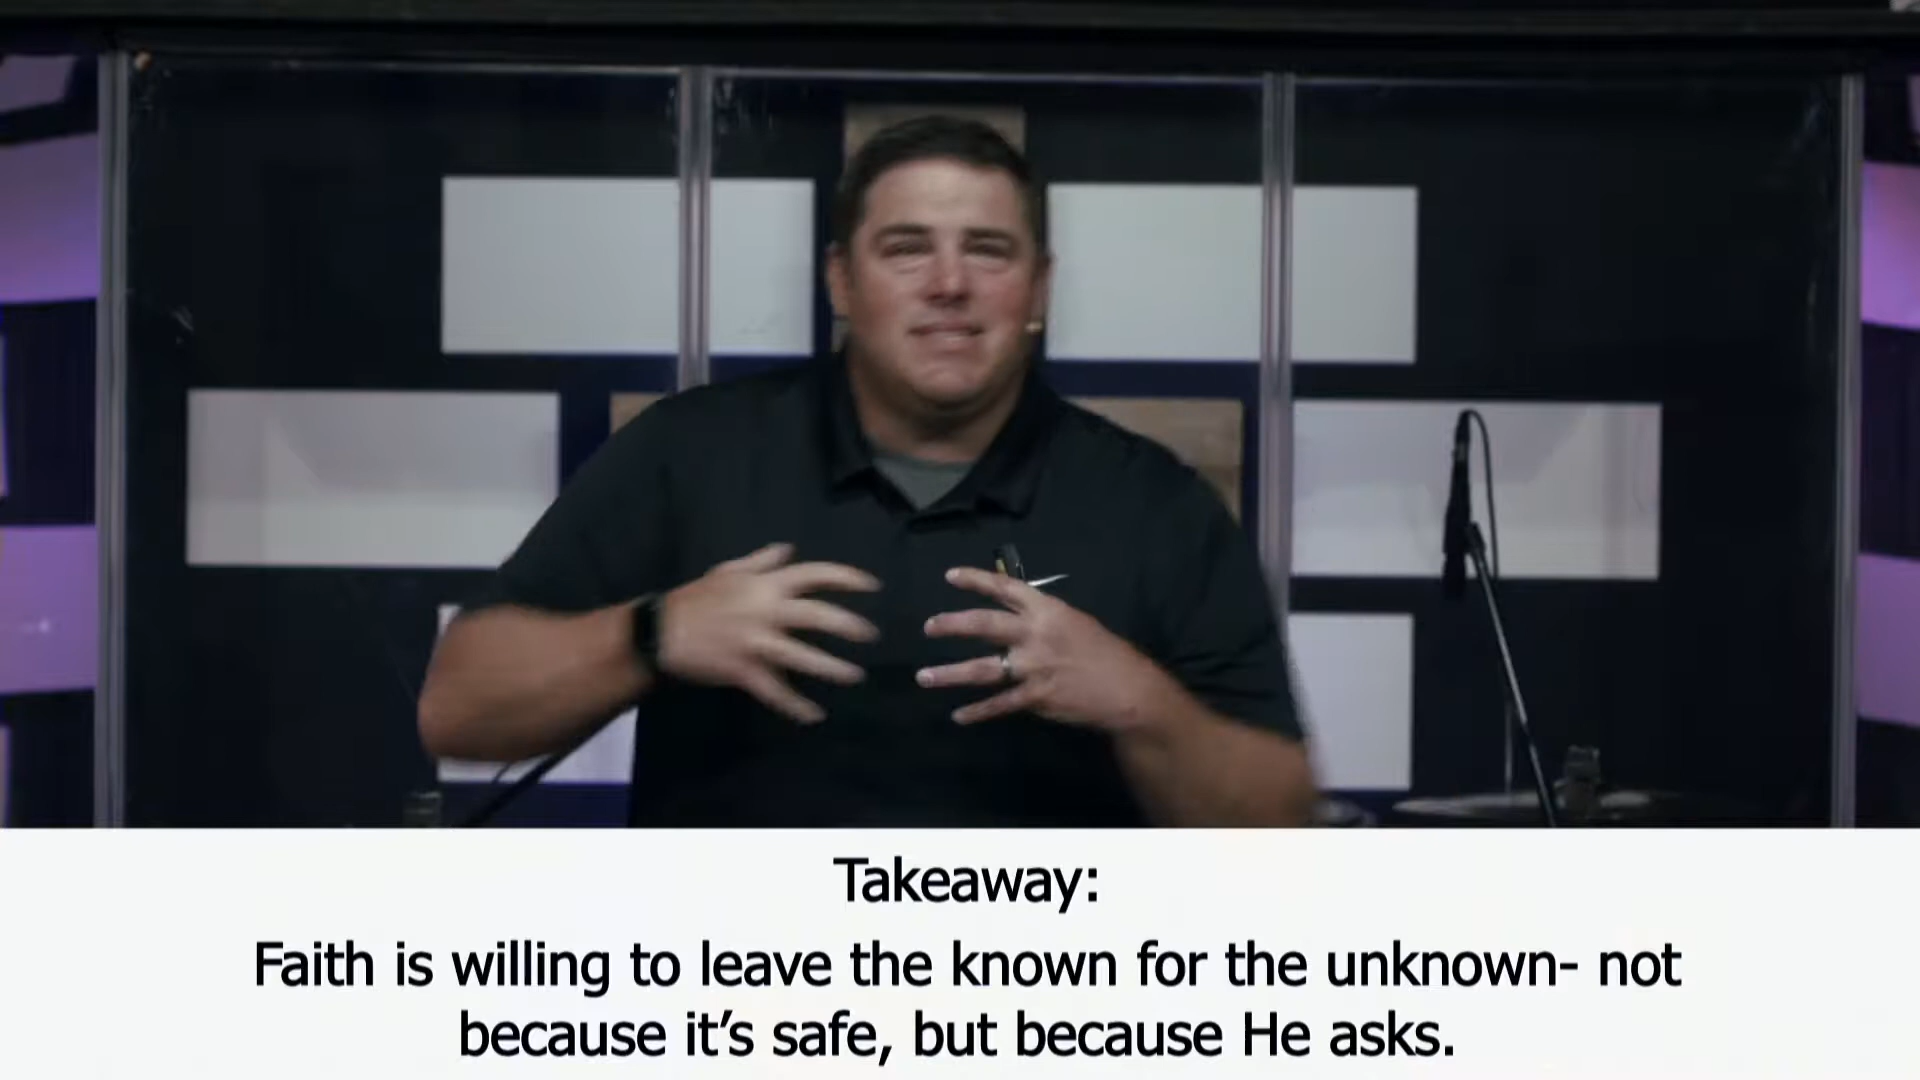 Takeaway:
Faith is willing to leave the known for the unknown- not
because it’s safe, but because He asks.